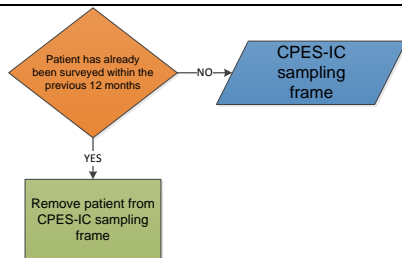 Patient has already
been surveyed within the
previous 12 months
NO
CPES-IC
sampling
frame
YES
Remove patient from
CPES-IC sampling
frame